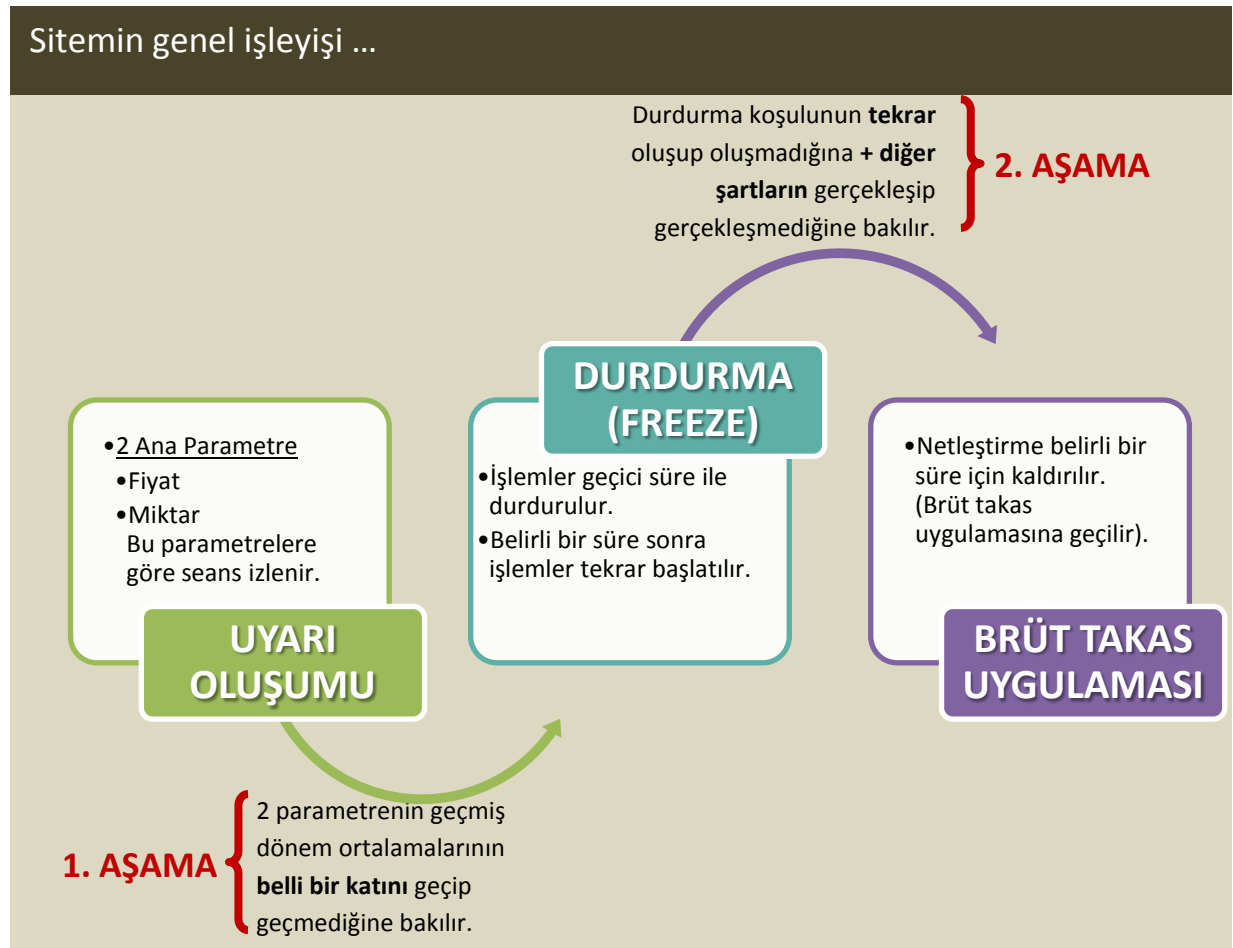 Sitemin genel işleyişi ...
Durdurma koşulunun tekrar
oluşup oluşmadığına + diğer
şartların gerçekleşip
gerçekleşmediğine bakılır.
2. AŞAMA
•2 Ana Parametre
•Fiyat
•Miktar
Bu parametrelere
göre seans izlenir.
UYARI
OLUŞUMU
DURDURMA
(FREEZE)
•İşlemler geçici süre ile
durdurulur.
•Belirli bir süre sonra
işlemler tekrar başlatılır.
•Netleştirme belirli bir
süre için kaldırılır.
(Brüt takas
uygulamasına geçilir).
BRÜT TAKAS
UYGULAMASI
1. AŞAMA
2 parametrenin geçmiş
dönem ortalamalarının
belli bir katını geçip
geçmediğine bakılır.